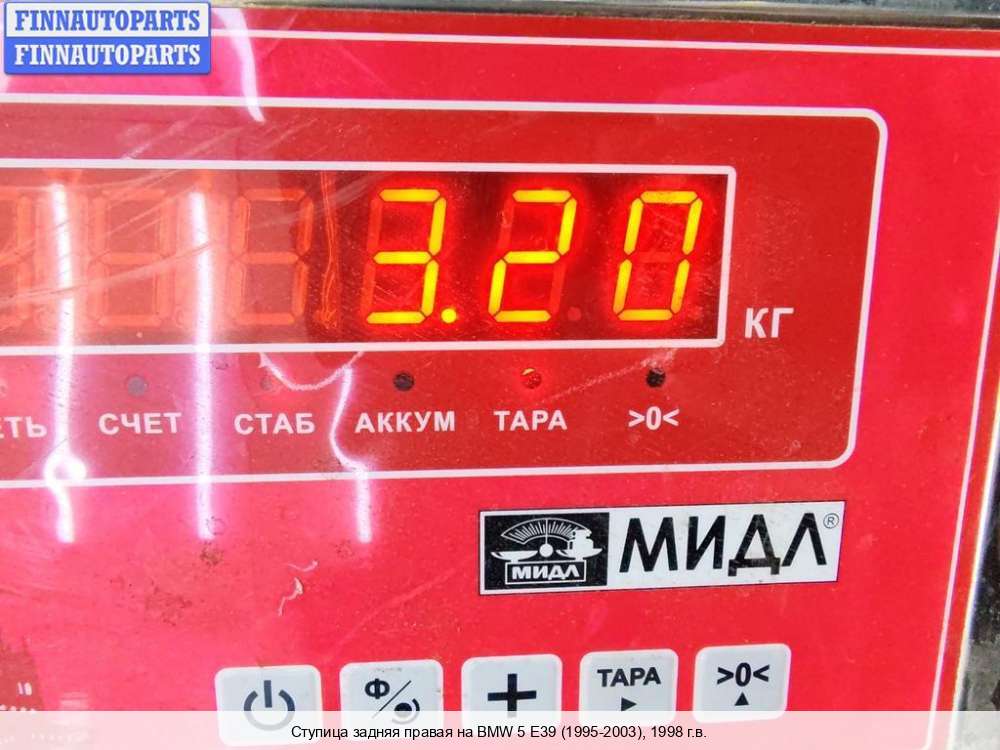 FINNAUTOPARTS
FINNAUTOPARTS
3.20
КГ
СЧЕТ СТАБ АККУМ ТАРА >0<
МИДЛ МИДЛ®
Ф ТАРА >0<
Ступица задняя правая на BMW 5 E39 (1995-2003), 1998 г.в.